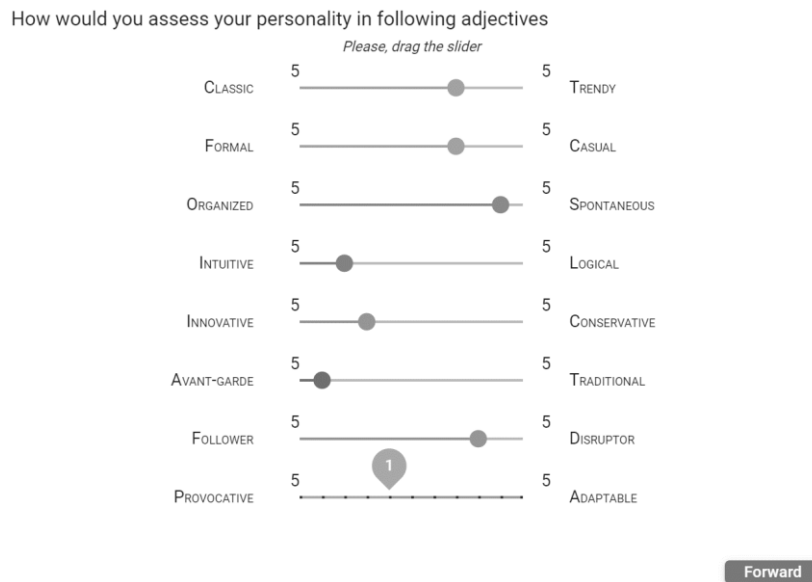 How would you assess your personality in following adjectives
Please, drag the slider
CLASSIC 5 5 TRENDY
FORMAL 5 5 CASUAL
ORGANIZED 5 5 SPONTANEOUS
INTUITIVE 5 5 LOGICAL
INNOVATIVE 5 5 CONSERVATIVE
AVANT-GARDE 5 5 TRADITIONAL
FOLLOWER 5 5 DISRUPTOR
1
PROVOCATIVE 5 5 ADAPTABLE
Forward